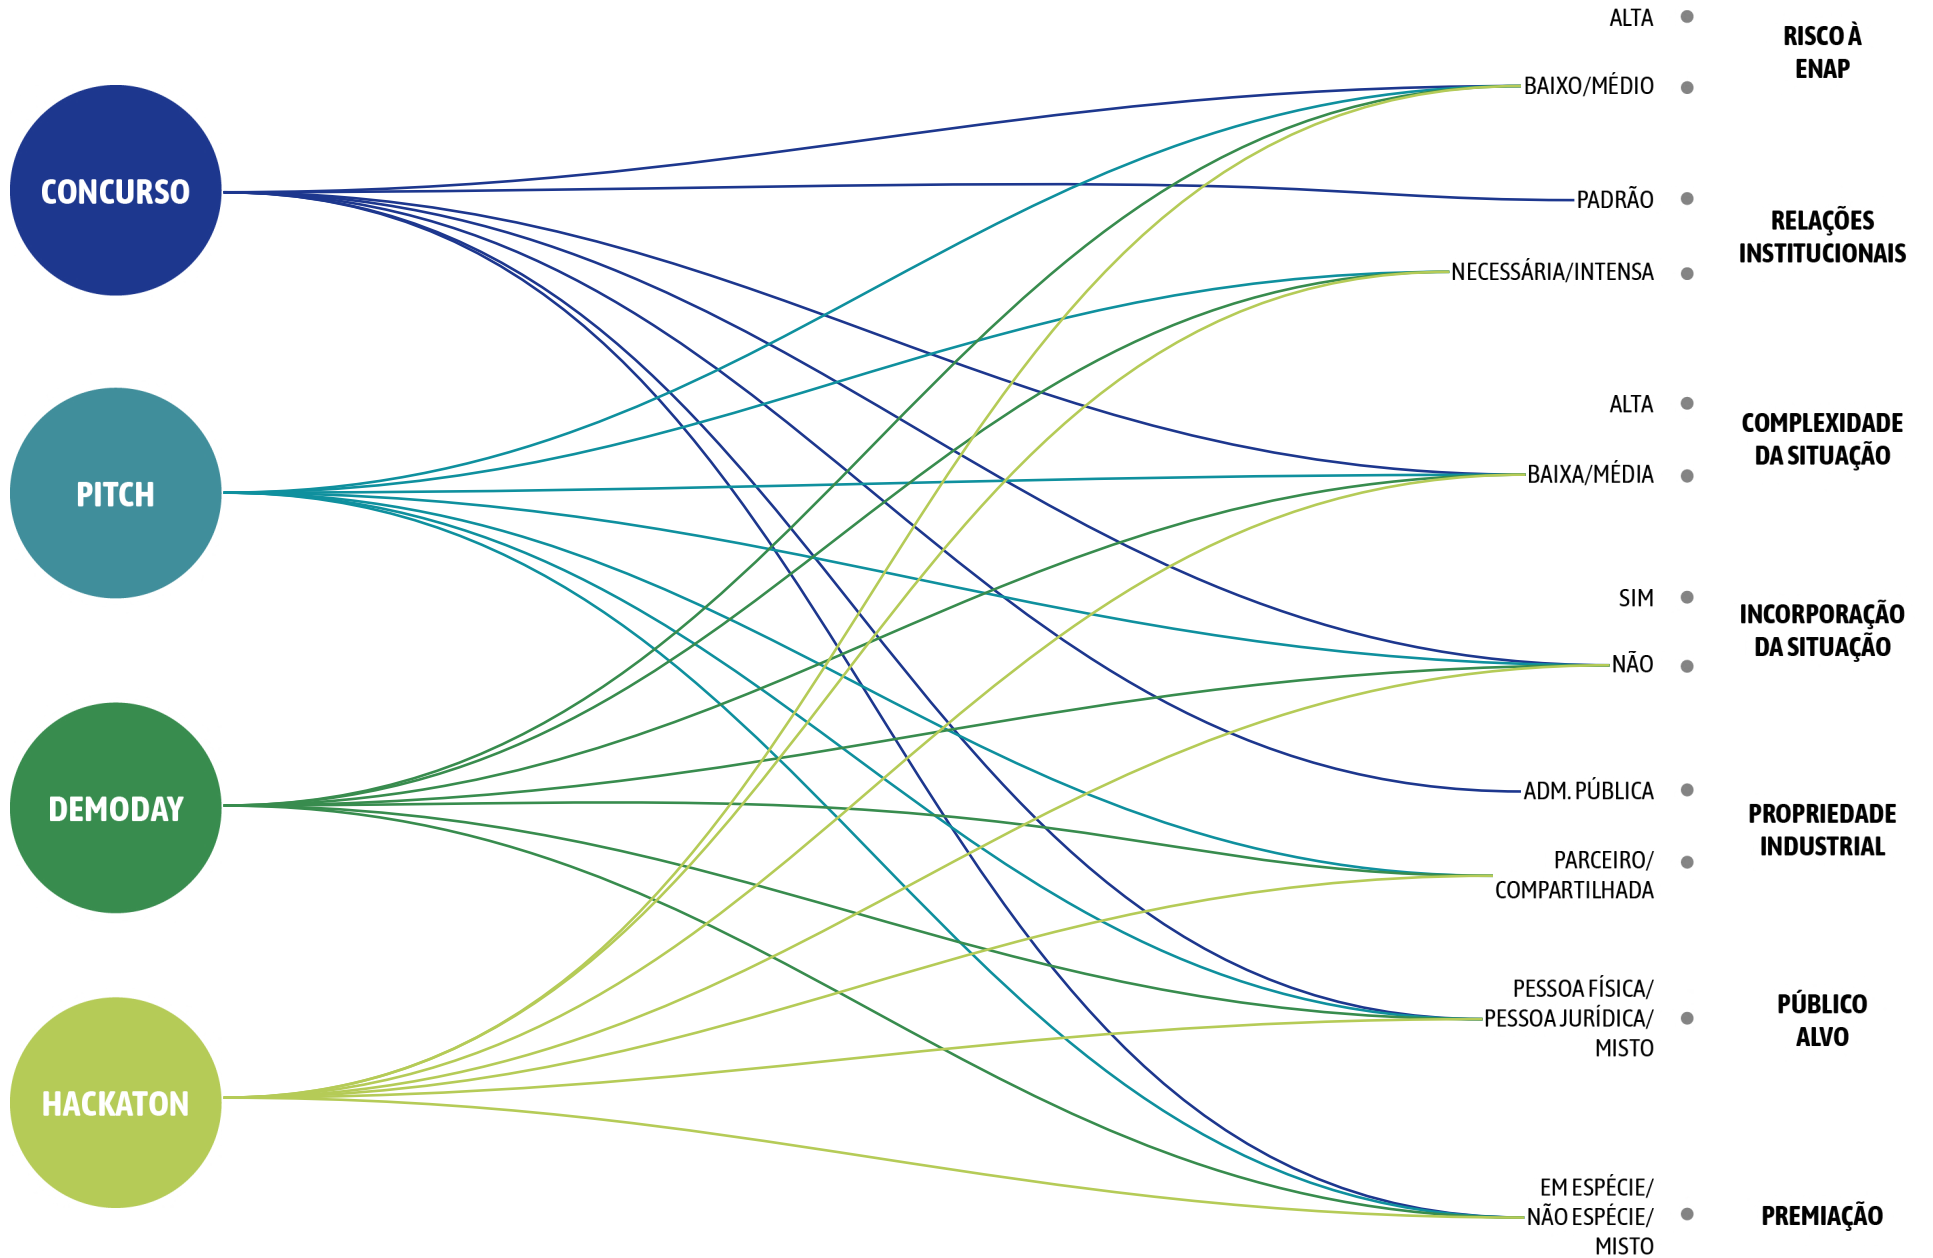 CONCURSO
PITCH
DEMODAY
HACKATON
ALTA
BAIXO/MÉDIO
RISCO À
ENAP
PADRÃO
NECESSÁRIA/INTENSA
RELAÇÕES
INSTITUCIONAIS
ALTA
BAIXA/MÉDIA
COMPLEXIDADE
DA SITUAÇÃO
SIM
NÃO
INCORPORAÇÃO
DA SITUAÇÃO
ADM. PÚBLICA
PARCEIRO/
COMPARTILHADA
PROPRIEDADE
INDUSTRIAL
PESSOA FÍSICA/
PESSOA JURÍDICA/
MISTO
PÚBLICO
ALVO
EM ESPÉCIE/
NÃO ESPÉCIE/
MISTO
PREMIAÇÃO